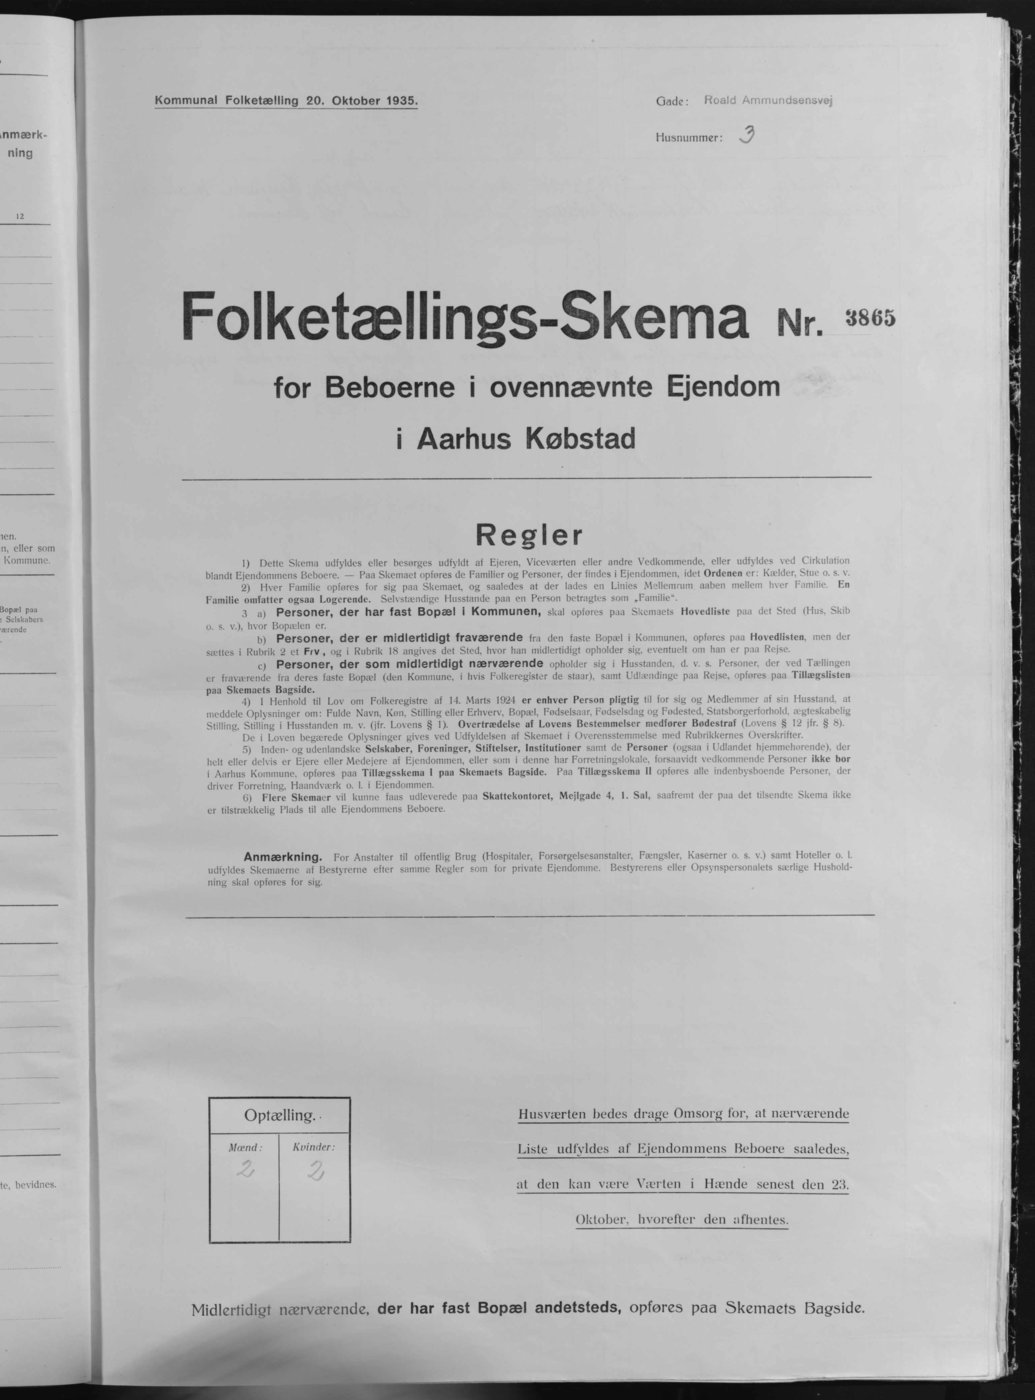 nmærk-
ning
12
nen.
n, eller som
Kommune.
Bopæl paa
Selskabers
værende
te, bevidnes.
Kommunal Folketælling 20. Oktober 1935.
Gade: Roald Ammundsensvej
Husnummer: 3
Folketællings-Skema Nr. 3865
for Beboerne i ovennævnte Ejendom
i Aarhus Købstad
Regler
1) Dette Skema udfyldes eller besørges udfyldt af Ejeren, Viceværten eller andre Vedkommende, eller udfyldes ved Cirkulation
blandt Ejendommens Beboere. — Paa Skemaet opføres de Familier og Personer, der findes i Ejendommen, idet Ordenen er: Kælder, Stue o. s. v.
2) Hver Familie opføres for sig paa Skemaet, og saaledes at der lades en Linies Mellemrum aaben mellem hver Familie. En
Familie omfatter ogsaa Logerende. Selvstændige Husstande paa en Person betragtes som „Familie“.
3 a) Personer, der har fast Bopæl i Kommunen, skal opføres paa Skemaets Hovedliste paa det Sted (Hus, Skib
o. s. v.), hvor Bopælen er.
b) Personer, der er midlertidigt fraværende fra den faste Bopæl i Kommunen, opføres paa Hovedlisten, men der
sættes i Rubrik 2 et Frv., og i Rubrik 18 angives det Sted, hvor han midlertidigt opholder sig, eventuelt om han er paa Rejse.
c) Personer, der som midlertidigt nærværende opholder sig i Husstanden, d. v. s. Personer, der ved Tællingen
er fraværende fra deres faste Bopæl (den Kommune, i hvis Folkeregister de staar), samt Udlændinge paa Rejse, opføres paa Tillægslisten
paa Skemaets Bagside.
4) I Henhold til Lov om Folkeregistre af 14. Marts 1924 er enhver Person pligtig til for sig og Medlemmer af sin Husstand, at
meddele Oplysninger om: Fulde Navn, Køn, Stilling eller Erhverv, Bopæl, Fødselsaar, Fødselsdag og Fødested, Statsborgerforhold, ægteskabelig
Stilling, Stilling i Husstanden m. v. (jfr. Lovens § 1). Overtrædelse af Lovens Bestemmelser medfører Bødestraf (Lovens § 12 jfr. § 8).
De i Loven begærede Oplysninger gives ved Udfyldelsen af Skemaet i Overensstemmelse med Rubrikkernes Overskrifter.
5) Inden- og udenlandske Selskaber, Foreninger, Stiftelser, Institutioner samt de Personer (ogsaa i Udlandet hjemmehørende), der
helt eller delvis er Ejere eller Medejere af Ejendommen, eller som i denne har Forretningslokale, forsaavidt vedkommende Personer ikke bor
i Aarhus Kommune, opføres paa Tillægsskema I paa Skemaets Bagside. Paa Tillægsskema II opføres alle indenbysboende Personer, der
driver Forretning, Haandværk o. l. i Ejendommen.
6) Flere Skemaer vil kunne faas udleverede paa Skattekontoret, Mejlgade 4, 1. Sal, saafremt der paa det tilsendte Skema ikke
er tilstrækkelig Plads til alle Ejendommens Beboere.
Anmærkning. For Anstalter til offentlig Brug (Hospitaler, Forsørgelsesanstalter, Fængsler, Kaserner o. s. v.) samt Hoteller o. l.
udfyldes Skemaerne af Bestyrerne efter samme Regler som for private Ejendomme. Bestyrerens eller Opsynspersonalets særlige Hushold-
ning skal opføres for sig.
Optælling.
Mænd: Kvinder:
2 2
Husværten bedes drage Omsorg for, at nærværende
Liste udfyldes af Ejendommens Beboere saaledes,
at den kan være Værten i Hænde senest den 23.
Oktober, hvorefter den afhentes.
Midlertidigt nærværende, der har fast Bopæl andetsteds, opføres paa Skemaets Bagside.